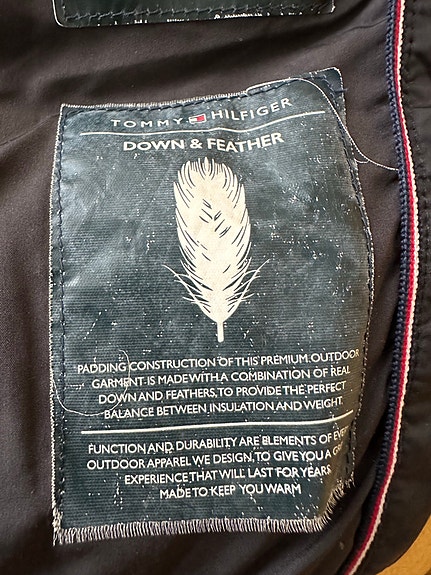 TOMMY HILFIGER
DOWN & FEATHER
PADDING CONSTRUCTION OF THIS PREMIUM OUTDOOR
GARMENT IS MADE WITH A COMBINATION OF REAL
DOWN AND FEATHERS, TO PROVIDE THE PERFECT
BALANCE BETWEEN INSULATION AND WEIGHT.
FUNCTION AND DURABILITY ARE ELEMENTS OF EVERY
OUTDOOR APPAREL WE DESIGN, TO GIVE YOU A
EXPERIENCE THAT WILL LAST FOR YEARS
MADE TO KEEP YOU WARM